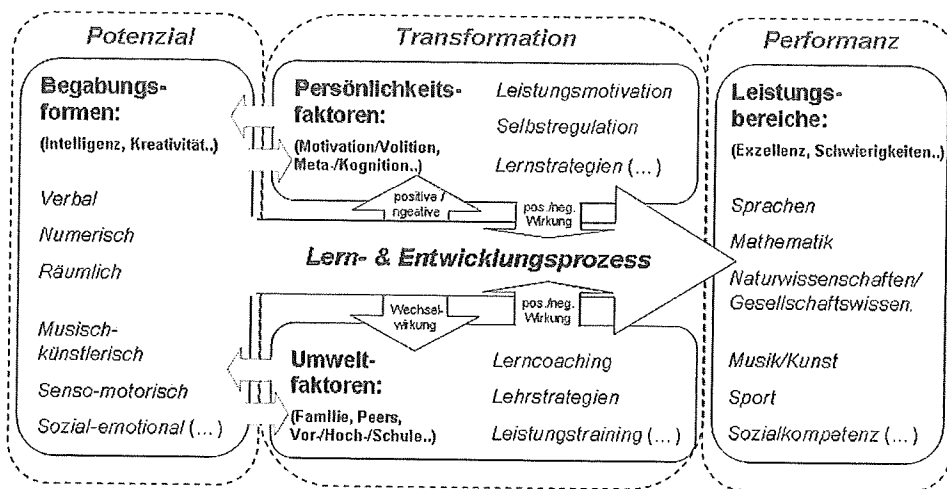 Potenzial
Begabungs-
formen:
(Intelligenz, Kreativität..)
Verbal
Numerisch
Räumlich
Musisch-
künstlerisch
Senso-motorisch
Sozial-emotional (...)
Transformation
Persönlichkeits-
faktoren:
(Motivation/Volition,
Meta-/Kognition..)
Leistungsmotivation
Selbstregulation
Lernstrategien (...)
positive /
ngeative
pos./neg.
Wirkung
Lern- & Entwicklungsprozess
Wechsel-
wirkung
pos./neg.
Wirkung
Umwelt-
faktoren:
(Familie, Peers,
Vor-/Hoch-/Schule..)
Lerncoaching
Lehrstrategien
Leistungstraining (...)
Performanz
Leistungs-
bereiche:
(Exzellenz, Schwierigkeiten..)
Sprachen
Mathematik
Naturwissenschaften/
Gesellschaftswissen.
Musik/Kunst
Sport
Sozialkompetenz (...)